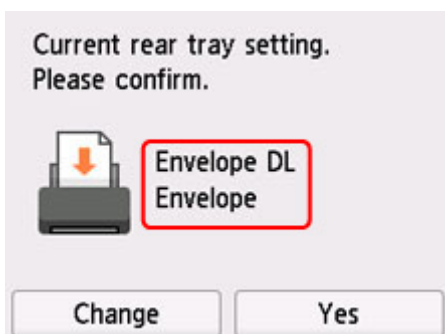 Current rear tray setting.
Please confirm.
Envelope DL
Envelope
Change
Yes